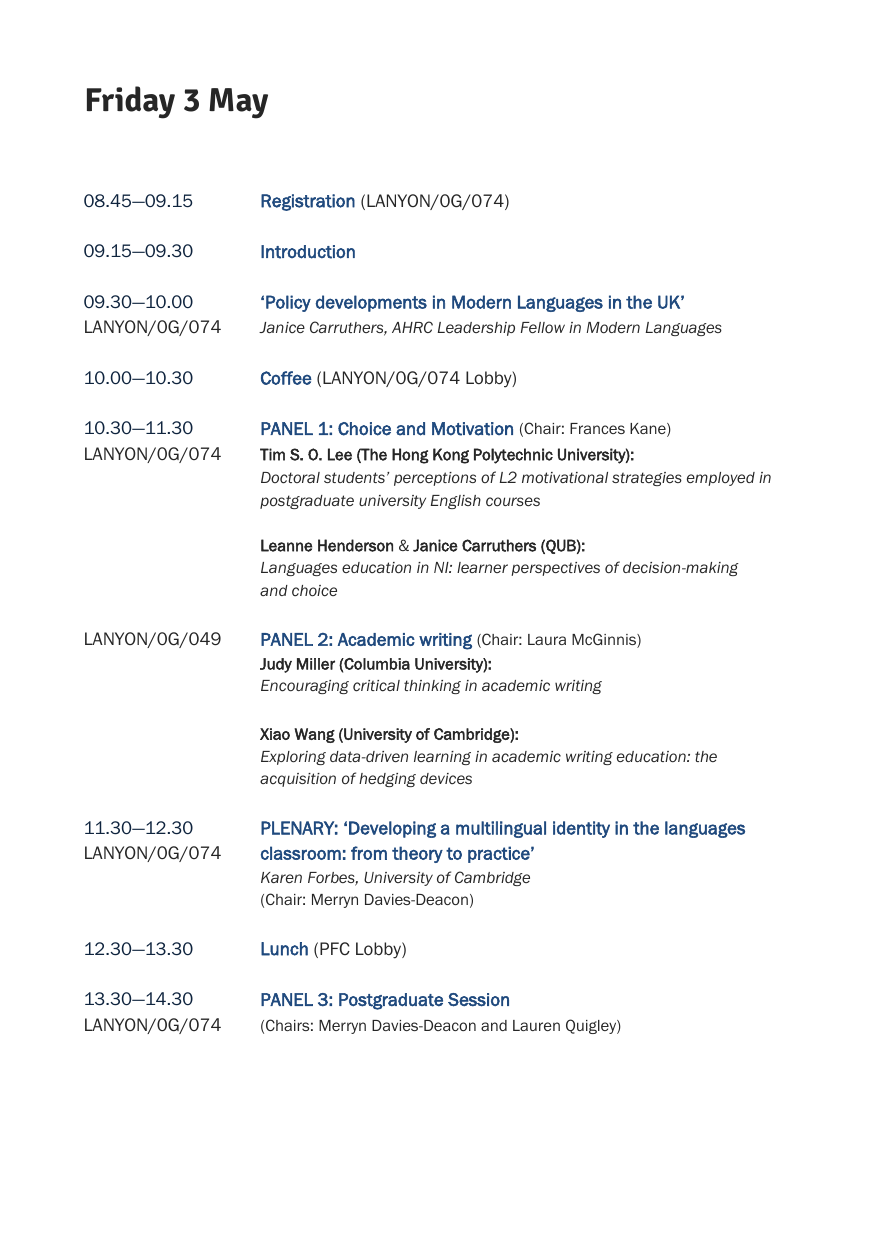 Friday 3 May
08.45—09.15 Registration (LANYON/0G/074)
09.15—09.30 Introduction
09.30—10.00 ‘Policy developments in Modern Languages in the UK’
LANYON/0G/074 Janice Carruthers, AHRC Leadership Fellow in Modern Languages
10.00—10.30 Coffee (LANYON/0G/074 Lobby)
10.30—11.30 PANEL 1: Choice and Motivation (Chair: Frances Kane)
LANYON/0G/074 Tim S. O. Lee (The Hong Kong Polytechnic University):
Doctoral students’ perceptions of L2 motivational strategies employed in
postgraduate university English courses
Leanne Henderson & Janice Carruthers (QUB):
Languages education in NI: learner perspectives of decision-making
and choice
LANYON/0G/049 PANEL 2: Academic writing (Chair: Laura McGinnis)
Judy Miller (Columbia University):
Encouraging critical thinking in academic writing
Xiao Wang (University of Cambridge):
Exploring data-driven learning in academic writing education: the
acquisition of hedging devices
11.30—12.30 PLENARY: ‘Developing a multilingual identity in the languages
LANYON/0G/074 classroom: from theory to practice’
Karen Forbes, University of Cambridge
(Chair: Merryn Davies-Deacon)
12.30—13.30 Lunch (PFC Lobby)
13.30—14.30 PANEL 3: Postgraduate Session
LANYON/0G/074 (Chairs: Merryn Davies-Deacon and Lauren Quigley)